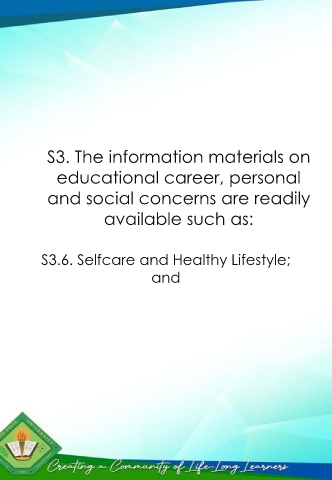 S3. The information materials on
educational career, personal
and social concerns are readily
available such as:
S3.6. Selfcare and Healthy Lifestyle;
and
Creating a Community of Life-Long Learners